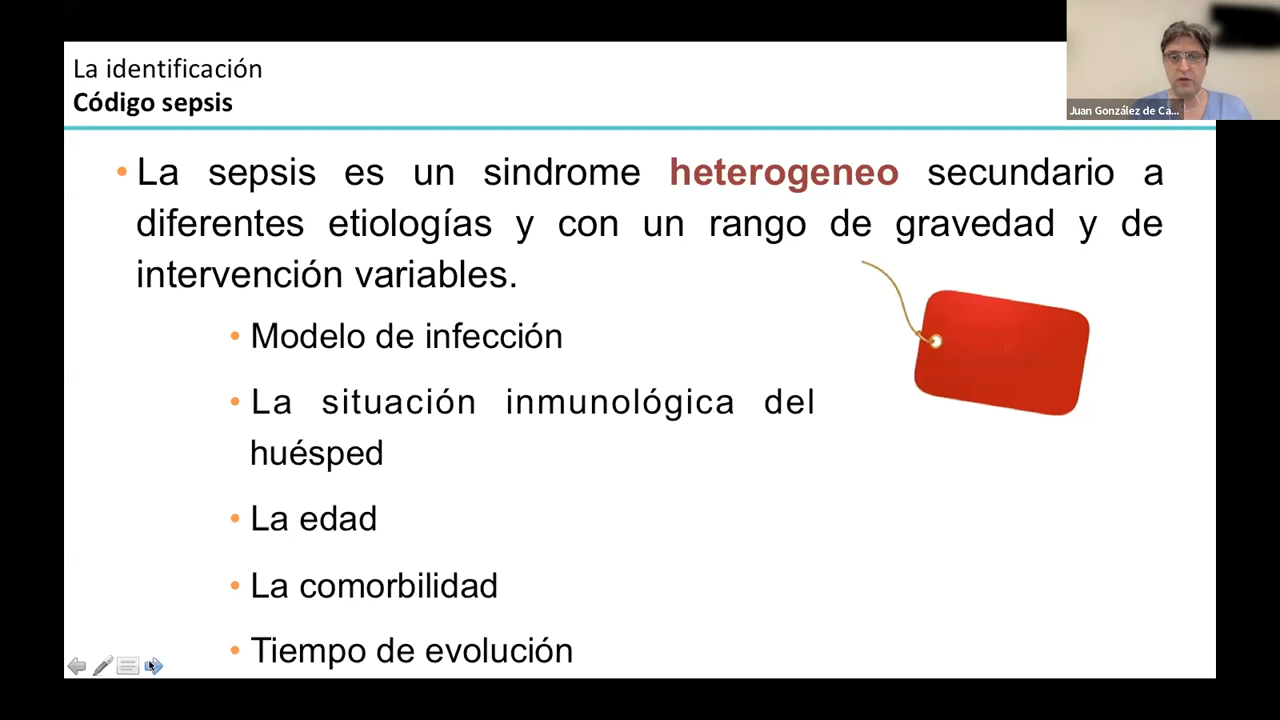 La identificación
Código sepsis
Juan González de Ca...
• La sepsis es un sindrome heterogeneo secundario a
diferentes etiologías y con un rango de gravedad y de
intervención variables.
• Modelo de infección
• La situación inmunológica del
huésped
• La edad
• La comorbilidad
• Tiempo de evolución